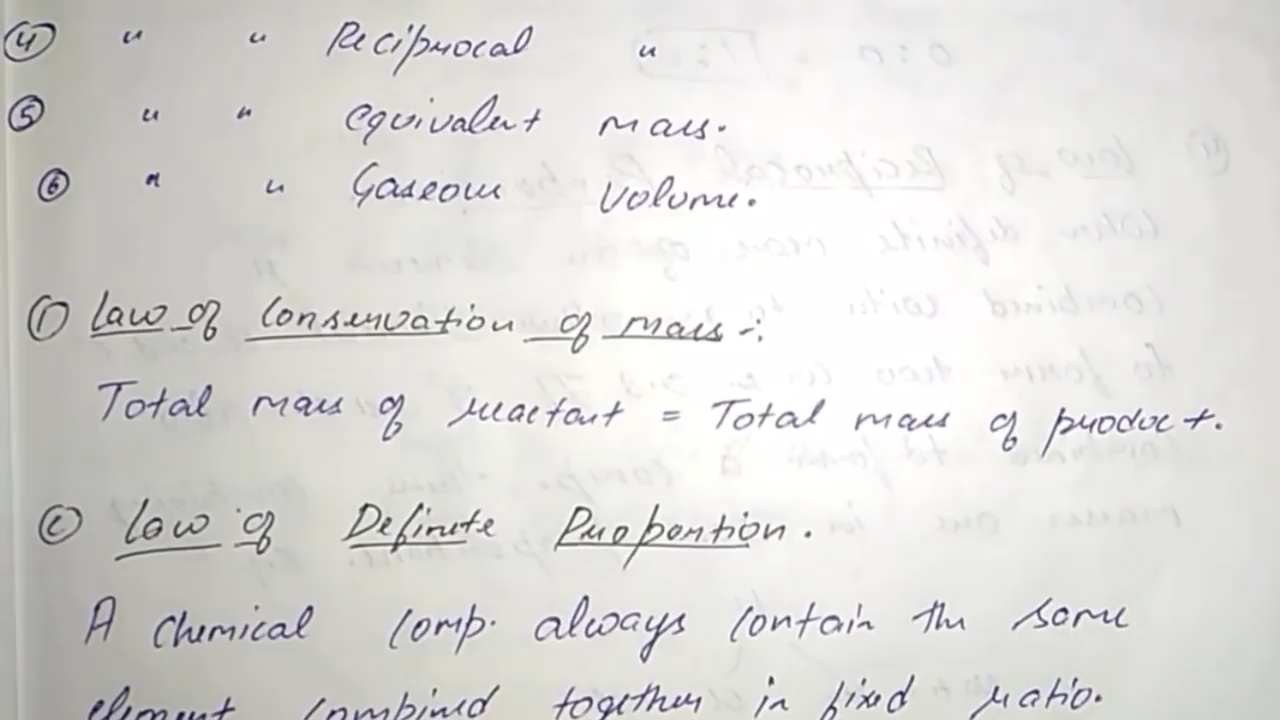 ④ " " Reciprocal "
⑤ " " equivalent mass.
⑥ " " Gaseous Volume.
① Law of Conservation of mass :-
Total mass of reactant = Total mass of product.
② Law of Definite Proportion.
A chemical comp. always contain the same
element combined together in fixed ratio.